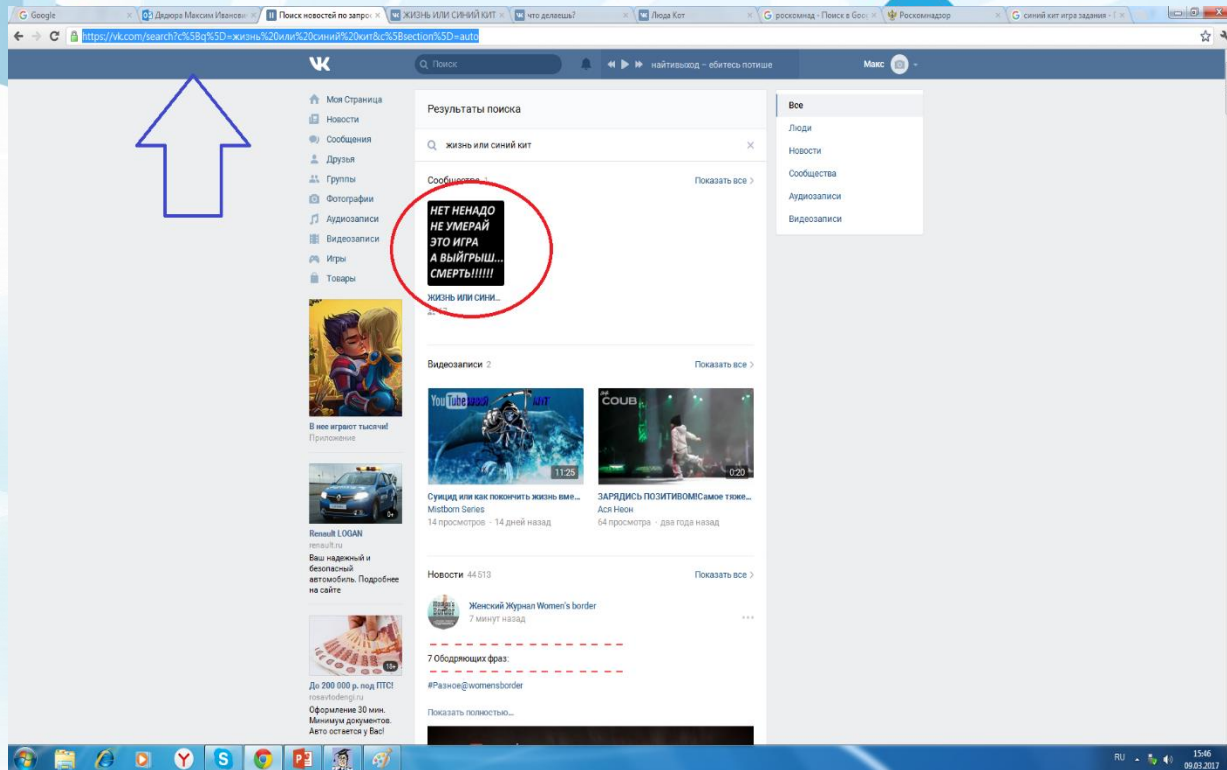 Google
Дядюра Максим Иванови
Поиск новостей по запро
ЖИЗНЬ ИЛИ СИНИЙ КИТ
что делаешь?
Люда Кот
роскомнад - Поиск в Goo
Роскомнадзор
синий кит игра задания - G
https://vk.com/search?c%5Bq%5D=жизнь%20или%20синий%20кит&c%5Bsection%5D=auto
Поиск
найтивыход – ебитесь потише
Макс
Моя Страница
Новости
Сообщения
Друзья
Группы
Фотографии
Аудиозаписи
Видеозаписи
Игры
Товары
В нее играют тысячи!
Приложение
0+
Renault LOGAN
renault.ru
Ваш надежный и
безопасный
автомобиль. Подробнее
на сайте
18+
До 200 000 р. под ПТС!
rosavtodengi.ru
Оформление 30 мин.
Минимум документов.
Авто остается у Вас!
Результаты поиска
жизнь или синий кит
Сообщества 1
Показать все
НЕТ НЕНАДО
НЕ УМЕРАЙ
ЭТО ИГРА
А ВЫЙГРЫШ...
СМЕРТЬ!!!!!!
ЖИЗНЬ ИЛИ СИНИ...
Видеозаписи 2
Показать все
YouTube
11:25
COUB
0:20
Суицид или как покончить жизнь вме...
Mistborn Series
14 просмотров · 14 дней назад
ЗАРЯДИСЬ ПОЗИТИВОМ!Самое тяже...
Ася Неон
64 просмотра · два года назад
Новости 44 513
Показать все
Женский Журнал Women's border
7 минут назад
7 Ободряющих фраз:
#Разное@womensborder
Показать полностью...
Все
Люди
Новости
Сообщества
Аудиозаписи
Видеозаписи
RU
15:46
09.03.2017